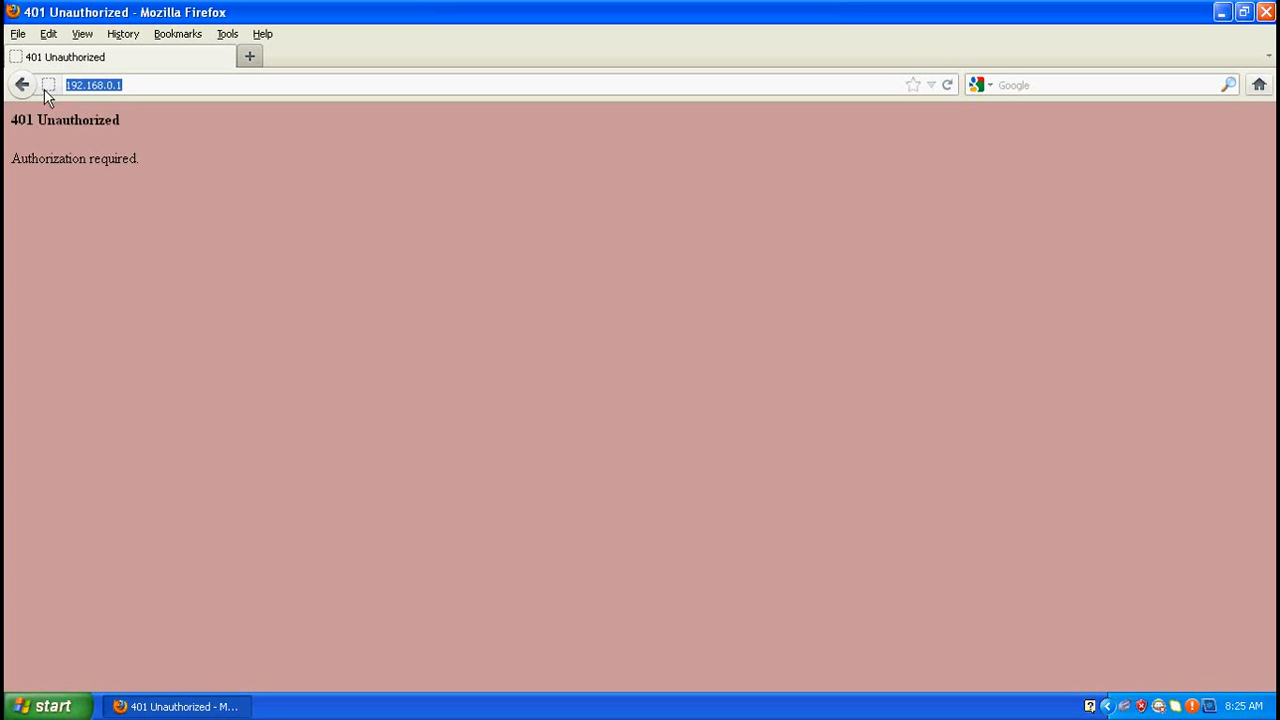 401 Unauthorized - Mozilla Firefox
File Edit View History Bookmarks Tools Help
401 Unauthorized
192.168.0.1
Google
401 Unauthorized
Authorization required.
start
401 Unauthorized - M...
8:25 AM